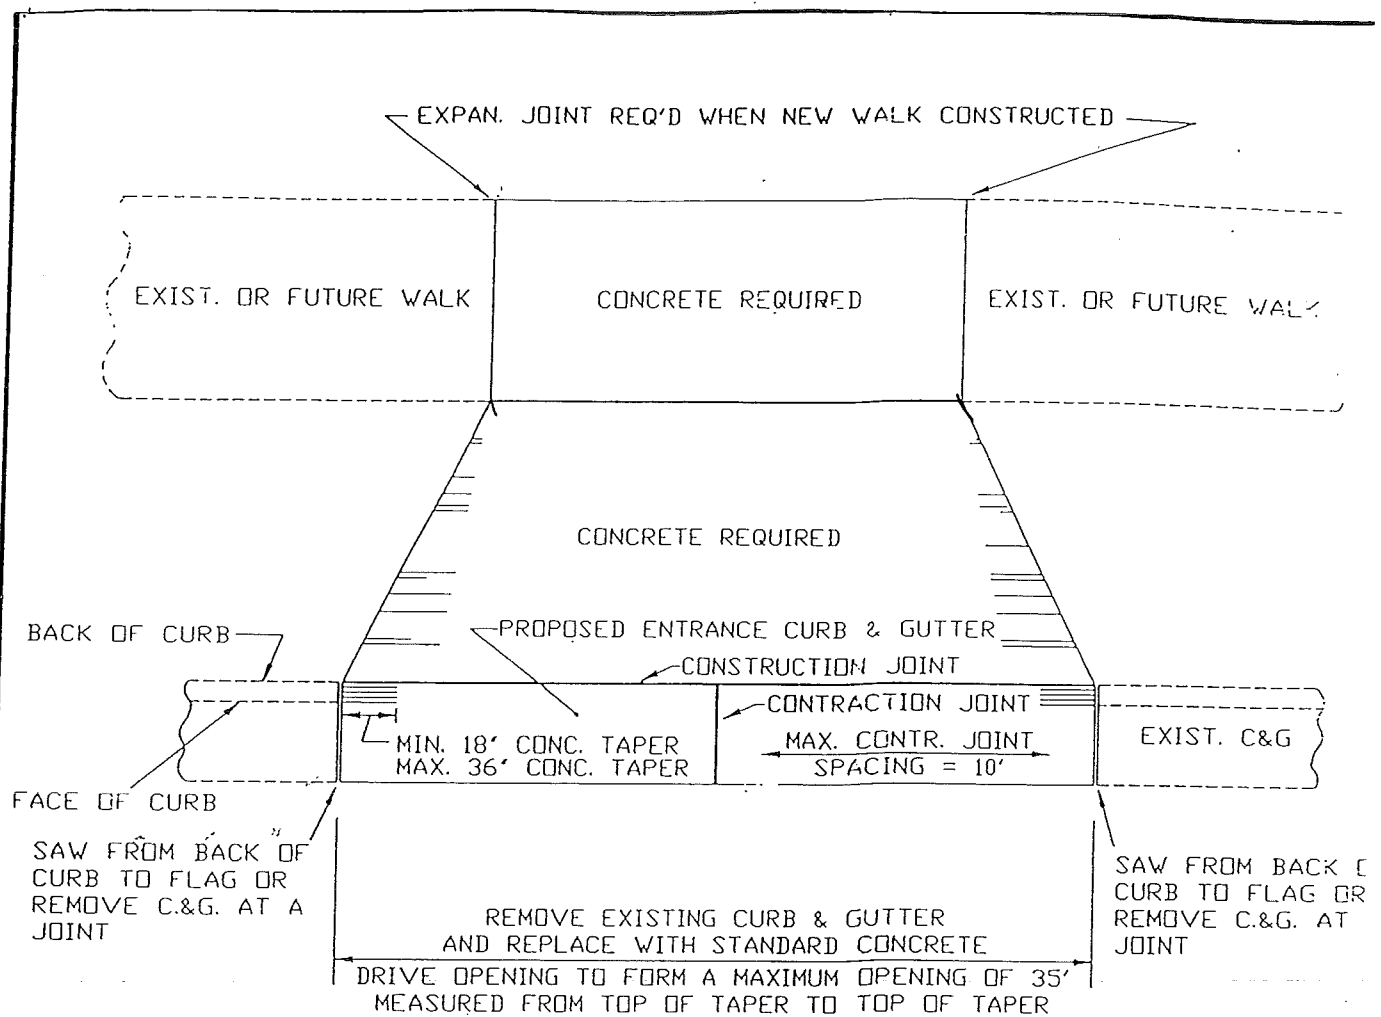 EXPAN. JOINT REQ'D WHEN NEW WALK CONSTRUCTED
EXIST. OR FUTURE WALK
CONCRETE REQUIRED
EXIST. OR FUTURE WALK
CONCRETE REQUIRED
BACK OF CURB
PROPOSED ENTRANCE CURB & GUTTER
CONSTRUCTION JOINT
CONTRACTION JOINT
MIN. 18' CONC. TAPER
MAX. 36' CONC. TAPER
MAX. CONTR. JOINT
SPACING = 10'
EXIST. C&G
FACE OF CURB
SAW FROM BACK OF
CURB TO FLAG OR
REMOVE C.&G. AT A
JOINT
SAW FROM BACK
CURB TO FLAG OR
REMOVE C.&G. AT
JOINT
REMOVE EXISTING CURB & GUTTER
AND REPLACE WITH STANDARD CONCRETE
DRIVE OPENING TO FORM A MAXIMUM OPENING OF 35'
MEASURED FROM TOP OF TAPER TO TOP OF TAPER